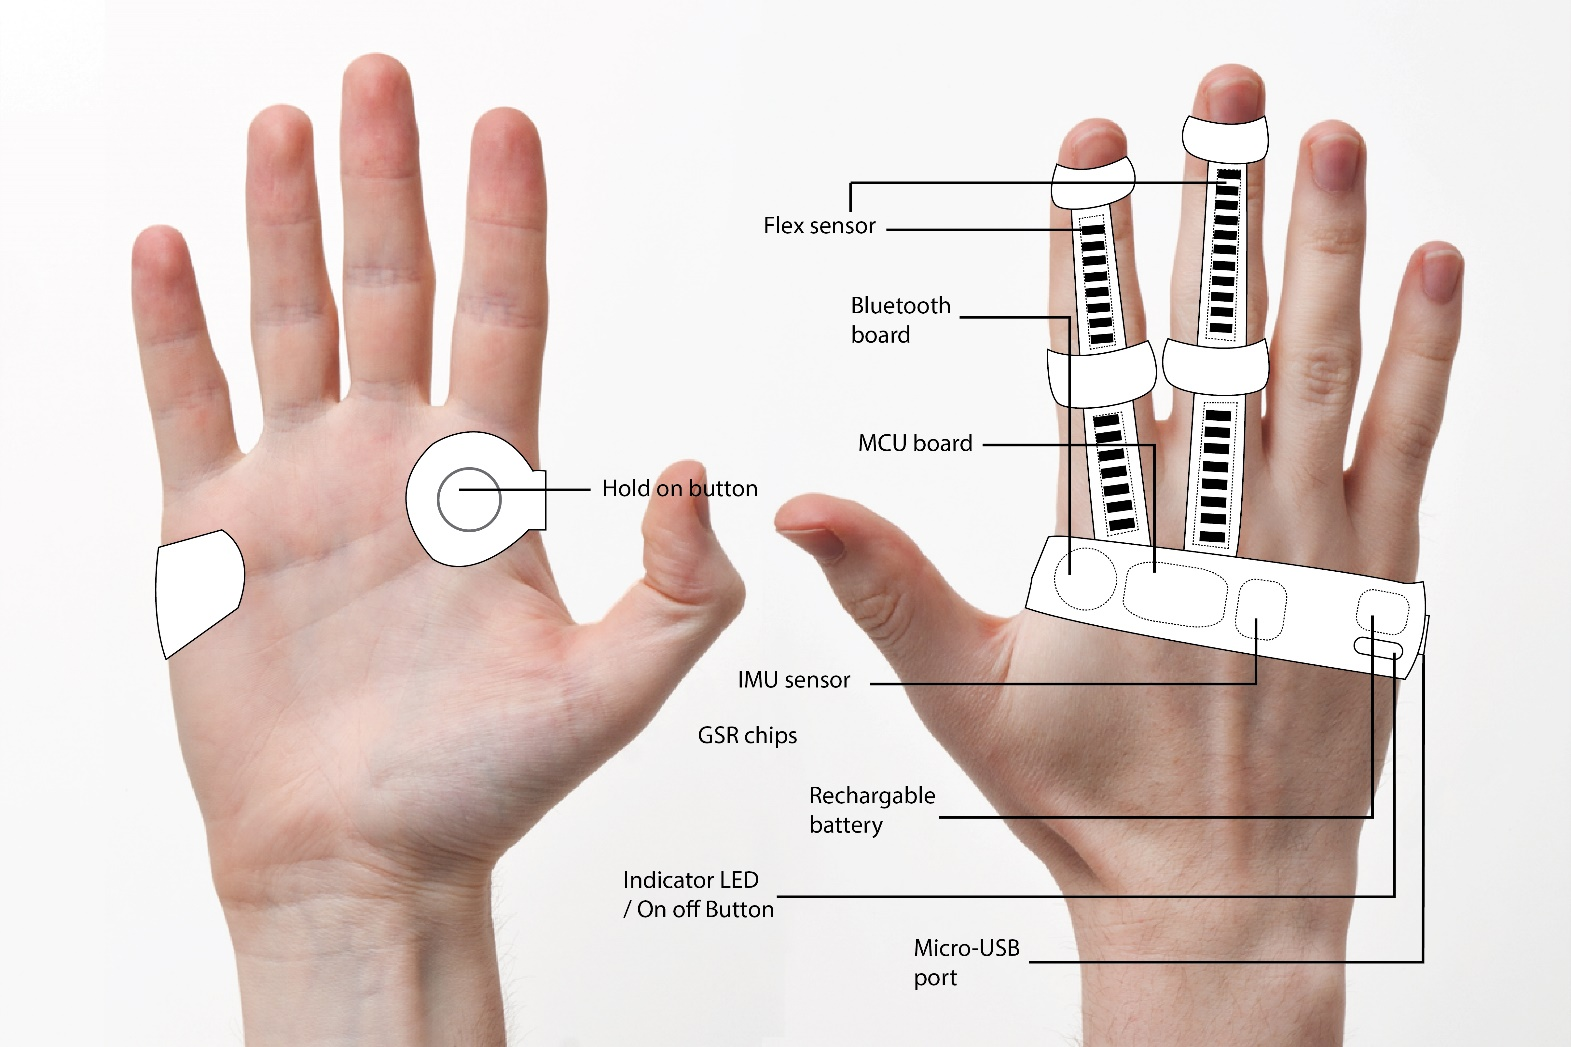 Flex sensor
Bluetooth
board
MCU board
Hold on button
IMU sensor
GSR chips
Rechargable
battery
Indicator LED
/ On off Button
Micro-USB
port